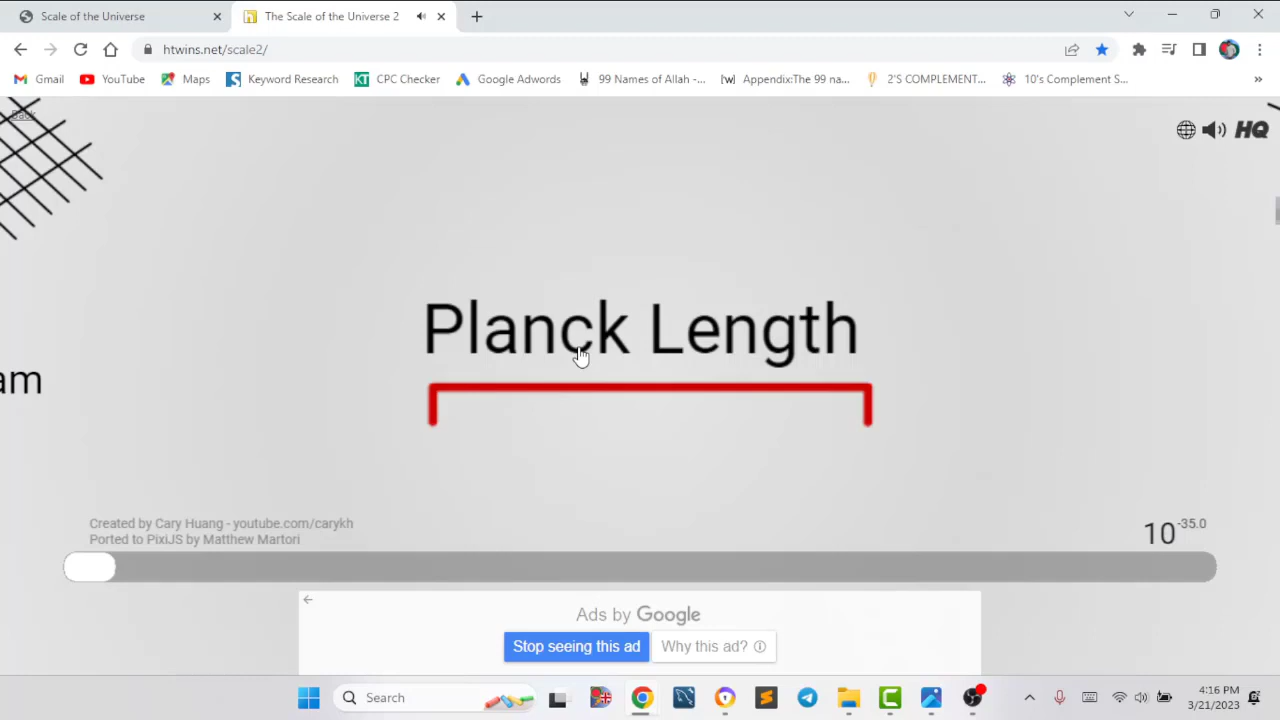 Scale of the Universe
The Scale of the Universe 2
htwins.net/scale2/
Gmail
YouTube
Maps
Keyword Research
KT CPC Checker
Google Adwords
99 Names of Allah -...
[w] Appendix:The 99 na...
2'S COMPLEMENT...
10's Complement S...
»
Back
HQ
Planck Length
am
Created by Cary Huang - youtube.com/carykh
Ported to PixiJS by Matthew Martori
10^-35.0
Ads by Google
Stop seeing this ad
Why this ad?
Search
4:16 PM
3/21/2023